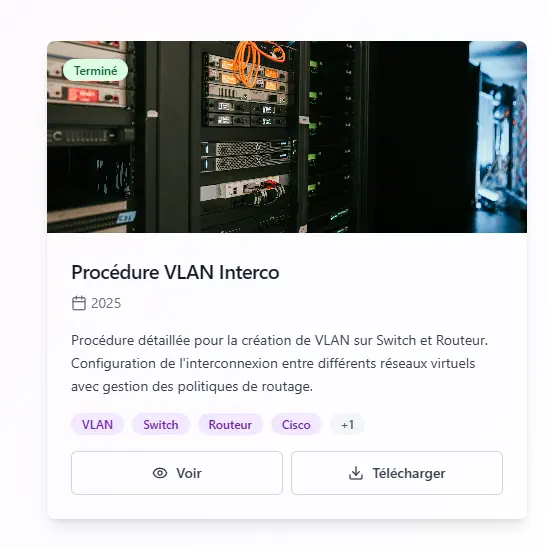 Terminé
Procédure VLAN Interco
2025
Procédure détaillée pour la création de VLAN sur Switch et Routeur.
Configuration de l'interconnexion entre différents réseaux virtuels
avec gestion des politiques de routage.
VLAN Switch Routeur Cisco +1
Voir Télécharger